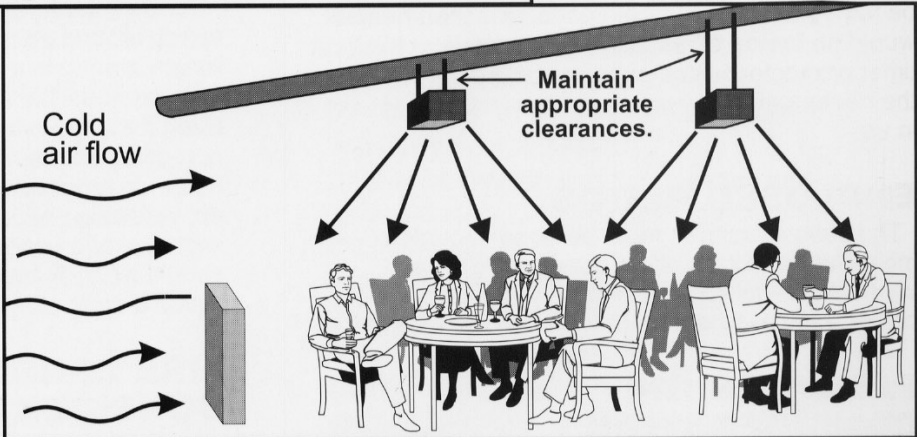 Cold
air flow
Maintain
appropriate
clearances.